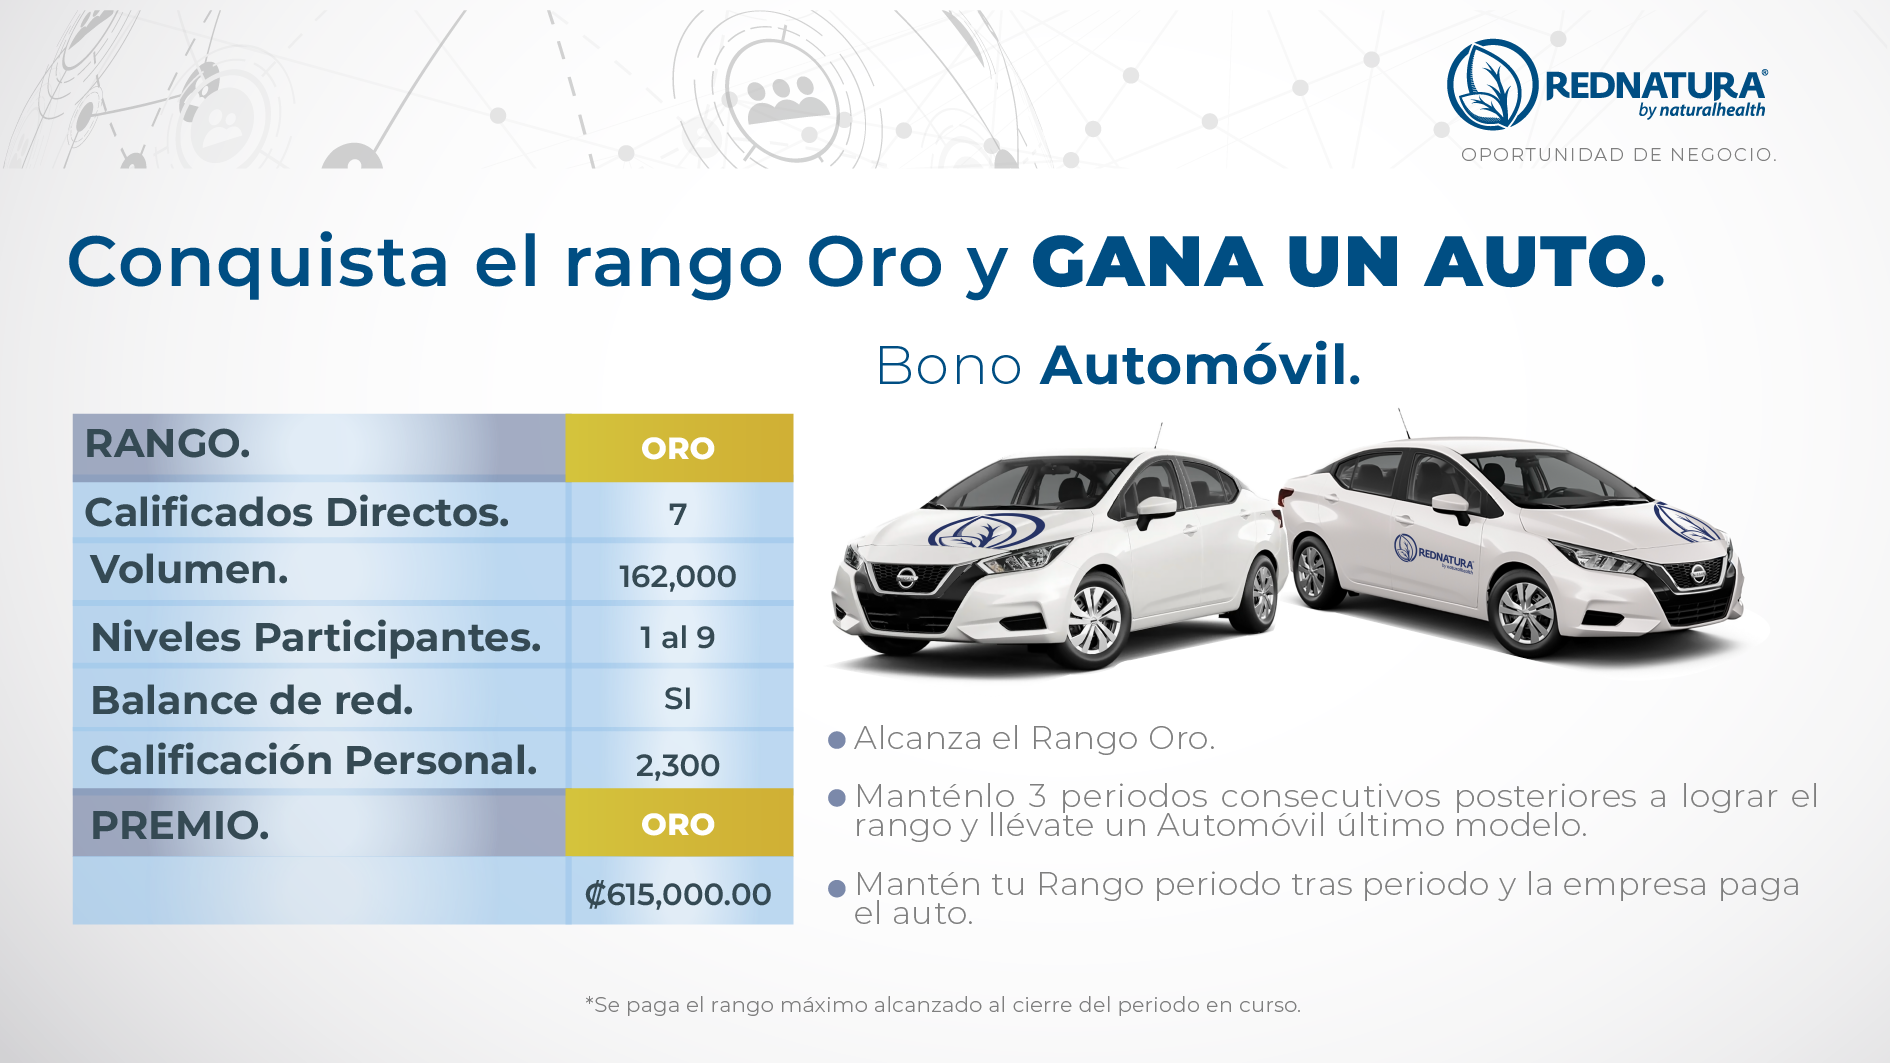 REDNATURA®
by naturalhealth
OPORTUNIDAD DE NEGOCIO.
Conquista el rango Oro y GANA UN AUTO.
Bono Automóvil.
RANGO. ORO
Calificados Directos. 7
Volumen. 162,000
Niveles Participantes. 1 al 9
Balance de red. SI
Calificación Personal. 2,300
PREMIO. ORO
₡615,000.00
REDNATURA
by naturalhealth
Alcanza el Rango Oro.
Manténlo 3 periodos consecutivos posteriores a lograr el
rango y llévate un Automóvil último modelo.
Mantén tu Rango periodo tras periodo y la empresa paga
el auto.
*Se paga el rango máximo alcanzado al cierre del periodo en curso.